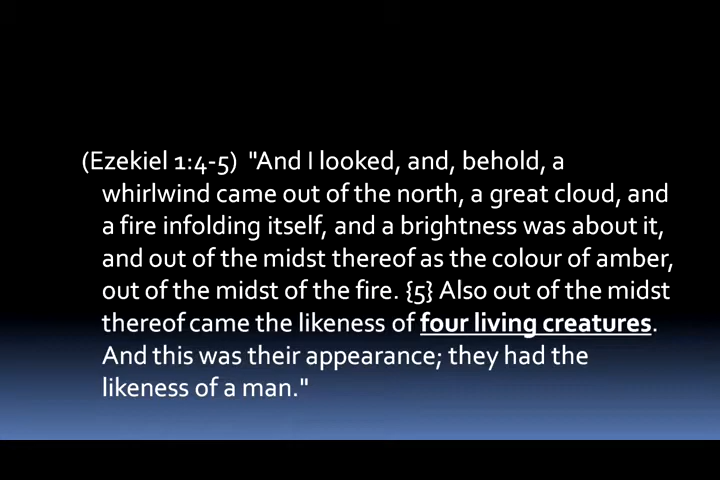 (Ezekiel 1:4-5) "And I looked, and, behold, a
whirlwind came out of the north, a great cloud, and
a fire infolding itself, and a brightness was about it,
and out of the midst thereof as the colour of amber,
out of the midst of the fire. {5} Also out of the midst
thereof came the likeness of four living creatures.
And this was their appearance; they had the
likeness of a man."